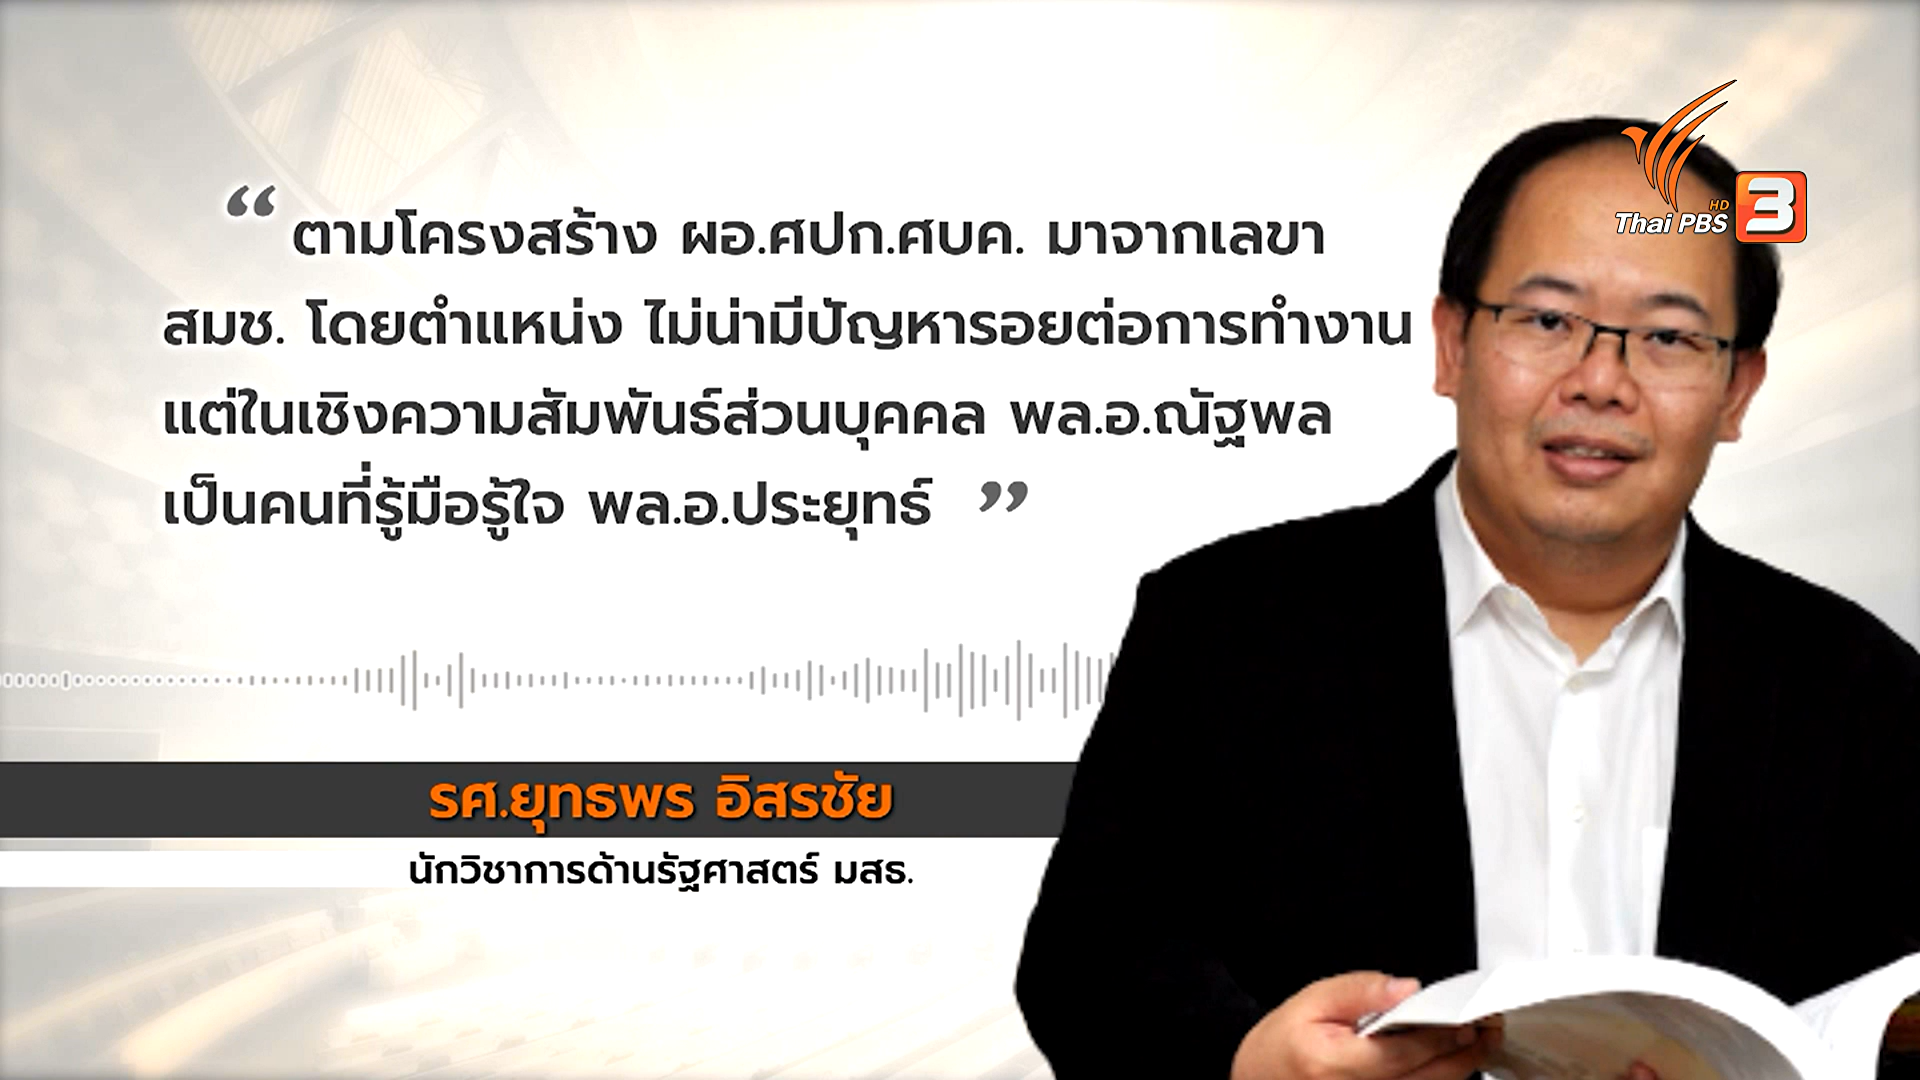 “ ตามโครงสร้าง ผอ.ศปก.ศบค. มาจากเลขา
สมช. โดยตำแหน่ง ไม่น่ามีปัญหารอยต่อการทำงาน
แต่ในเชิงความสัมพันธ์ส่วนบุคคล พล.อ.ณัฐพล
เป็นคนที่รู้มือรู้ใจ พล.อ.ประยุทธ์ ”
HD
Thai PBS 3
รศ.ยุทธพร อิสรชัย
นักวิชาการด้านรัฐศาสตร์ มสธ.